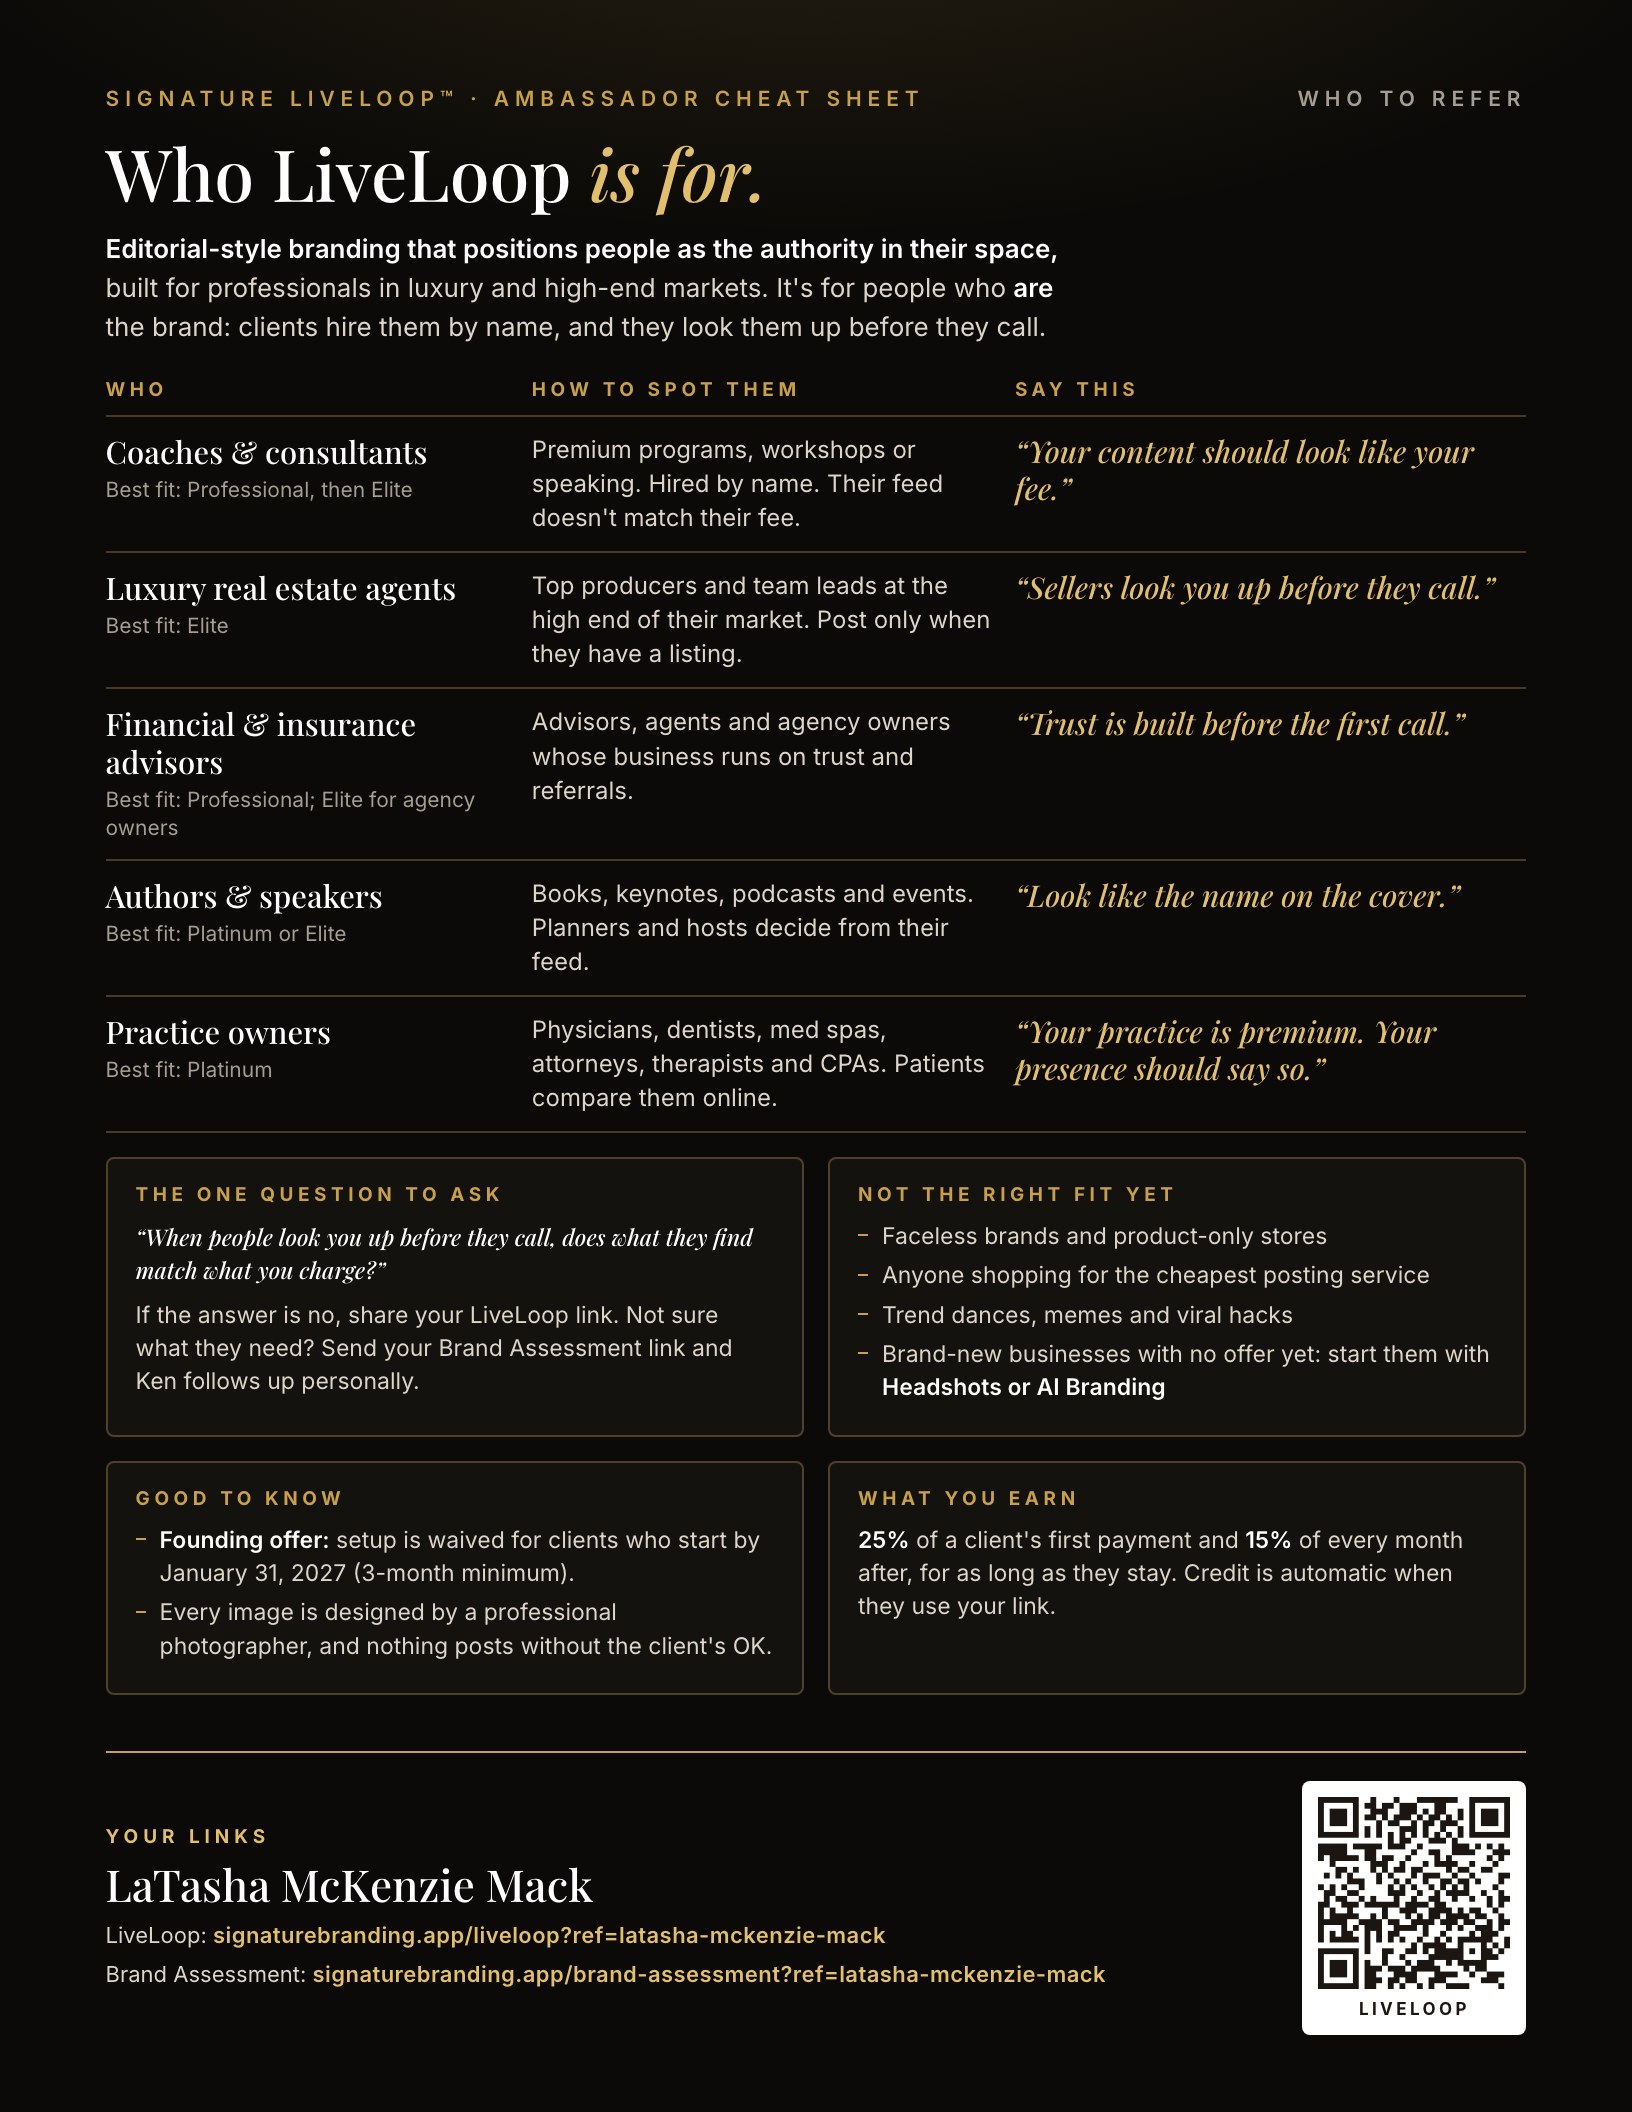 SIGNATURE LIVELOOP™ · AMBASSADOR CHEAT SHEET
WHO TO REFER
Who LiveLoop is for.
Editorial-style branding that positions people as the authority in their space,
built for professionals in luxury and high-end markets. It's for people who are
the brand: clients hire them by name, and they look them up before they call.
WHO
HOW TO SPOT THEM
SAY THIS
Coaches & consultants
Best fit: Professional, then Elite
Premium programs, workshops or
speaking. Hired by name. Their feed
doesn't match their fee.
“Your content should look like your
fee.”
Luxury real estate agents
Best fit: Elite
Top producers and team leads at the
high end of their market. Post only when
they have a listing.
“Sellers look you up before they call.”
Financial & insurance
advisors
Best fit: Professional; Elite for agency
owners
Advisors, agents and agency owners
whose business runs on trust and
referrals.
“Trust is built before the first call.”
Authors & speakers
Best fit: Platinum or Elite
Books, keynotes, podcasts and events.
Planners and hosts decide from their
feed.
“Look like the name on the cover.”
Practice owners
Best fit: Platinum
Physicians, dentists, med spas,
attorneys, therapists and CPAs. Patients
compare them online.
“Your practice is premium. Your
presence should say so.”
THE ONE QUESTION TO ASK
“When people look you up before they call, does what they find
match what you charge?”
If the answer is no, share your LiveLoop link. Not sure
what they need? Send your Brand Assessment link and
Ken follows up personally.
NOT THE RIGHT FIT YET
– Faceless brands and product-only stores
– Anyone shopping for the cheapest posting service
– Trend dances, memes and viral hacks
– Brand-new businesses with no offer yet: start them with
Headshots or AI Branding
GOOD TO KNOW
– Founding offer: setup is waived for clients who start by
January 31, 2027 (3-month minimum).
– Every image is designed by a professional
photographer, and nothing posts without the client's OK.
WHAT YOU EARN
25% of a client's first payment and 15% of every month
after, for as long as they stay. Credit is automatic when
they use your link.
YOUR LINKS
LaTasha McKenzie Mack
LiveLoop: signaturebranding.app/liveloop?ref=latasha-mckenzie-mack
Brand Assessment: signaturebranding.app/brand-assessment?ref=latasha-mckenzie-mack
LIVELOOP